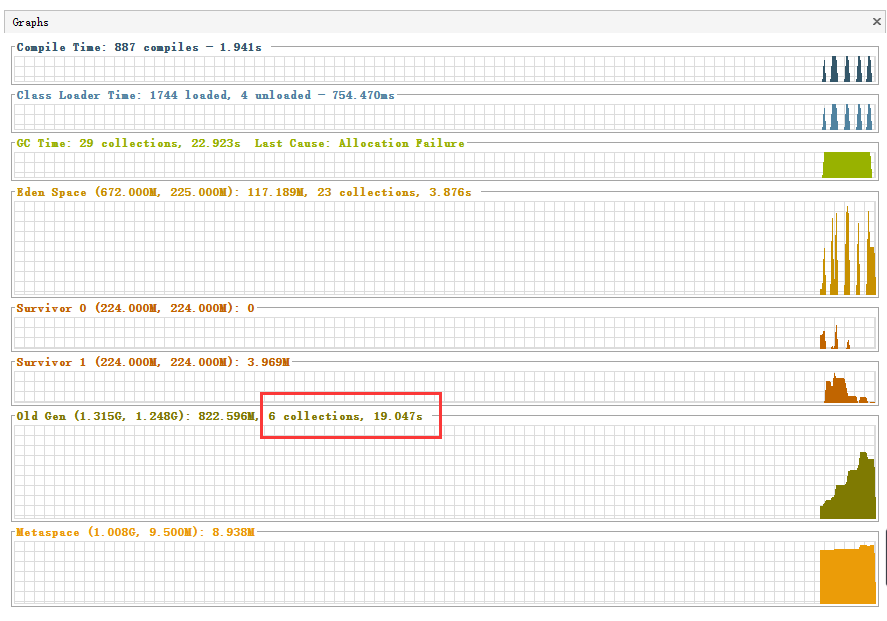 Graphs
Compile Time: 887 compiles - 1.941s
Class Loader Time: 1744 loaded, 4 unloaded - 754.470ms
GC Time: 29 collections, 22.923s  Last Cause: Allocation Failure
Eden Space (672.000M, 225.000M): 117.189M, 23 collections, 3.876s
Survivor 0 (224.000M, 224.000M): 0
Survivor 1 (224.000M, 224.000M): 3.969M
Old Gen (1.315G, 1.248G): 822.596M, 6 collections, 19.047s
Metaspace (1.008G, 9.500M): 8.938M